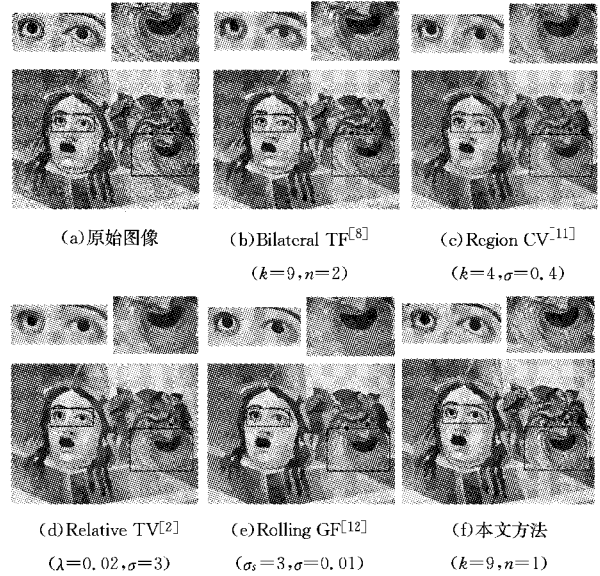 (a)原始图像 (b)Bilateral TF[8] (c)Region CV-11]
(k=9,n=2) (k=4,σ=0.4)
(d)Relative TV[2] (e)Rolling GF[12] (f)本文方法
(λ=0.02,σ=3) (σs=3,σ=0.01) (k=9,n=1)